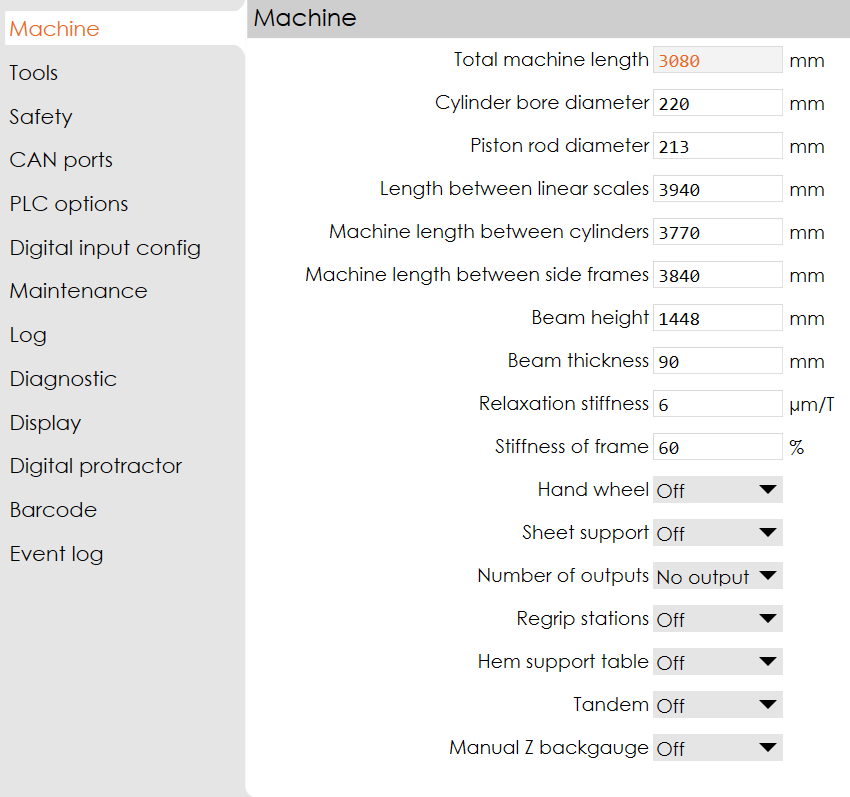 Machine
Tools
Safety
CAN ports
PLC options
Digital input config
Maintenance
Log
Diagnostic
Display
Digital protractor
Barcode
Event log
Machine
Total machine length 3080 mm
Cylinder bore diameter 220 mm
Piston rod diameter 213 mm
Length between linear scales 3940 mm
Machine length between cylinders 3770 mm
Machine length between side frames 3840 mm
Beam height 1448 mm
Beam thickness 90 mm
Relaxation stiffness 6 µm/T
Stiffness of frame 60 %
Hand wheel Off
Sheet support Off
Number of outputs No output
Regrip stations Off
Hem support table Off
Tandem Off
Manual Z backgauge Off